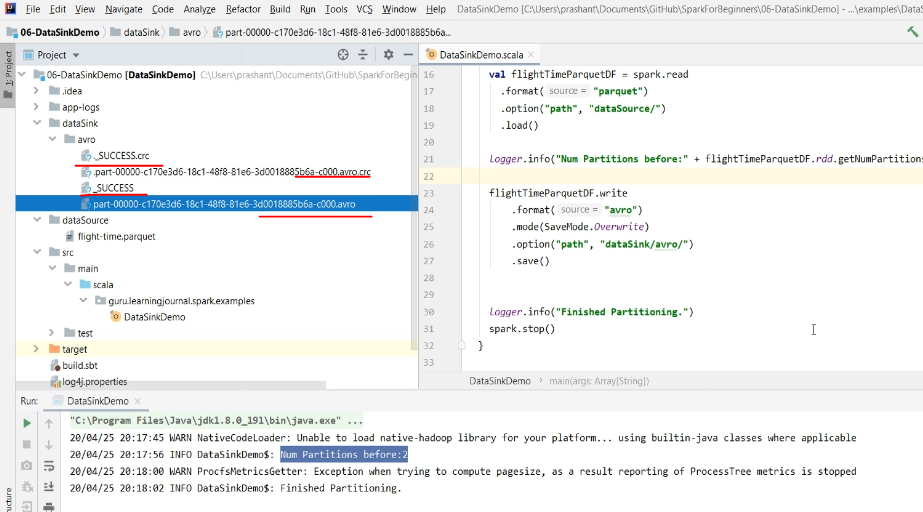 File Edit View Navigate Code Analyze Refactor Build Run Tools VCS Window Help DataSinkDemo [C:\Users\prashant\Documents\GitHub\SparkForBeginners\06-DataSinkDemo] - ...\examples\Data
06-DataSinkDemo dataSink avro part-00000-c170e3d6-18c1-48f8-81e6-3d0018885b6a-c000.avro...
1: Project
Project
DataSinkDemo.scala
06-DataSinkDemo [DataSinkDemo] C:\Users\prashant\Documents\GitHub\SparkForBeginn
.idea
app-logs
dataSink
avro
._SUCCESS.crc
.part-00000-c170e3d6-18c1-48f8-81e6-3d0018885b6a-c000.avro.crc
_SUCCESS
part-00000-c170e3d6-18c1-48f8-81e6-3d0018885b6a-c000.avro
dataSource
flight-time.parquet
src
main
scala
guru.learningjournal.spark.examples
DataSinkDemo
test
target
build.sbt
log4j.properties
16 val flightTimeParquetDF = spark.read
17 .format( source = "parquet")
18 .option("path", "dataSource/")
19 .load()
20
21 logger.info("Num Partitions before:" + flightTimeParquetDF.rdd.getNumPartitions
22
23 flightTimeParquetDF.write
24 .format( source = "avro")
25 .mode(SaveMode.Overwrite)
26 .option("path", "dataSink/avro/")
27 .save()
28
29
30 logger.info("Finished Partitioning.")
31 spark.stop()
32 }
33
DataSinkDemo main(args: Array[String])
Run: DataSinkDemo
"C:\Program Files\Java\jdk1.8.0_191\bin\java.exe" ...
20/04/25 20:17:45 WARN NativeCodeLoader: Unable to load native-hadoop library for your platform... using builtin-java classes where applicable
20/04/25 20:17:56 INFO DataSinkDemo$: Num Partitions before:2
20/04/25 20:18:00 WARN ProcfsMetricsGetter: Exception when trying to compute pagesize, as a result reporting of ProcessTree metrics is stopped
20/04/25 20:18:02 INFO DataSinkDemo$: Finished Partitioning.
ructure